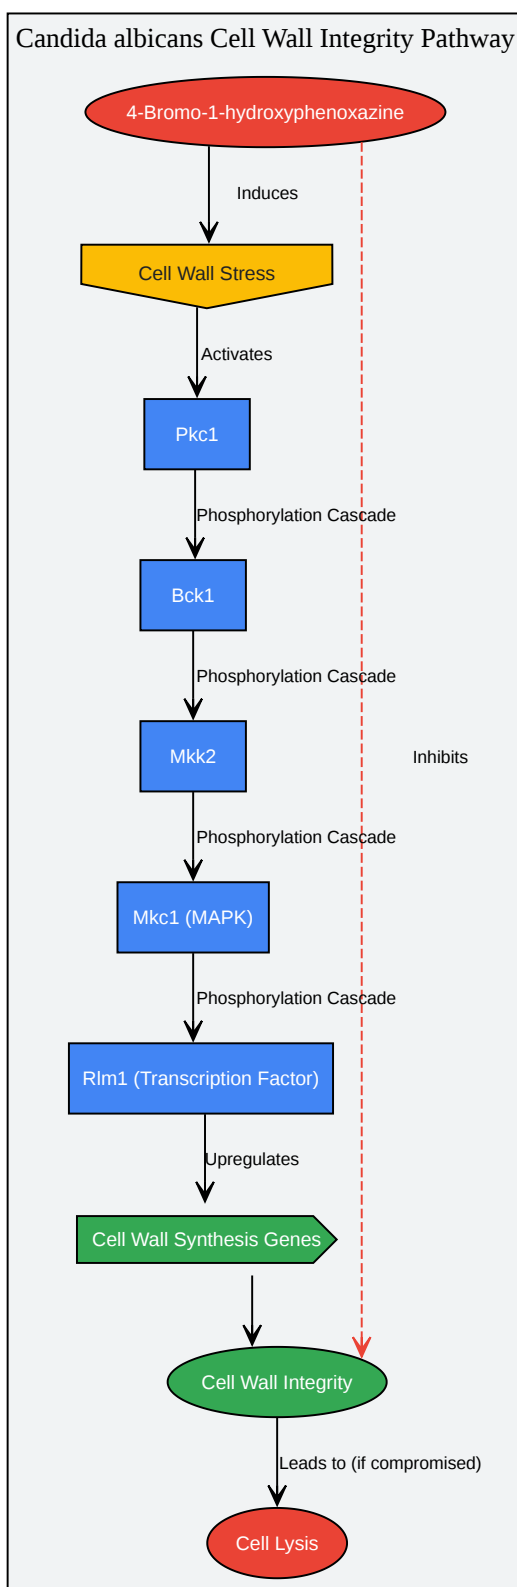 Candida albicans Cell Wall Integrity Pathway
4-Bromo-1-hydroxyphenoxazine
Induces
Cell Wall Stress
Activates
Pkc1
Phosphorylation Cascade
Bck1
Phosphorylation Cascade
Mkk2
Inhibits
Phosphorylation Cascade
Mkc1 (MAPK)
Phosphorylation Cascade
Rlm1 (Transcription Factor)
Upregulates
Cell Wall Synthesis Genes
Cell Wall Integrity
Leads to (if compromised)
Cell Lysis